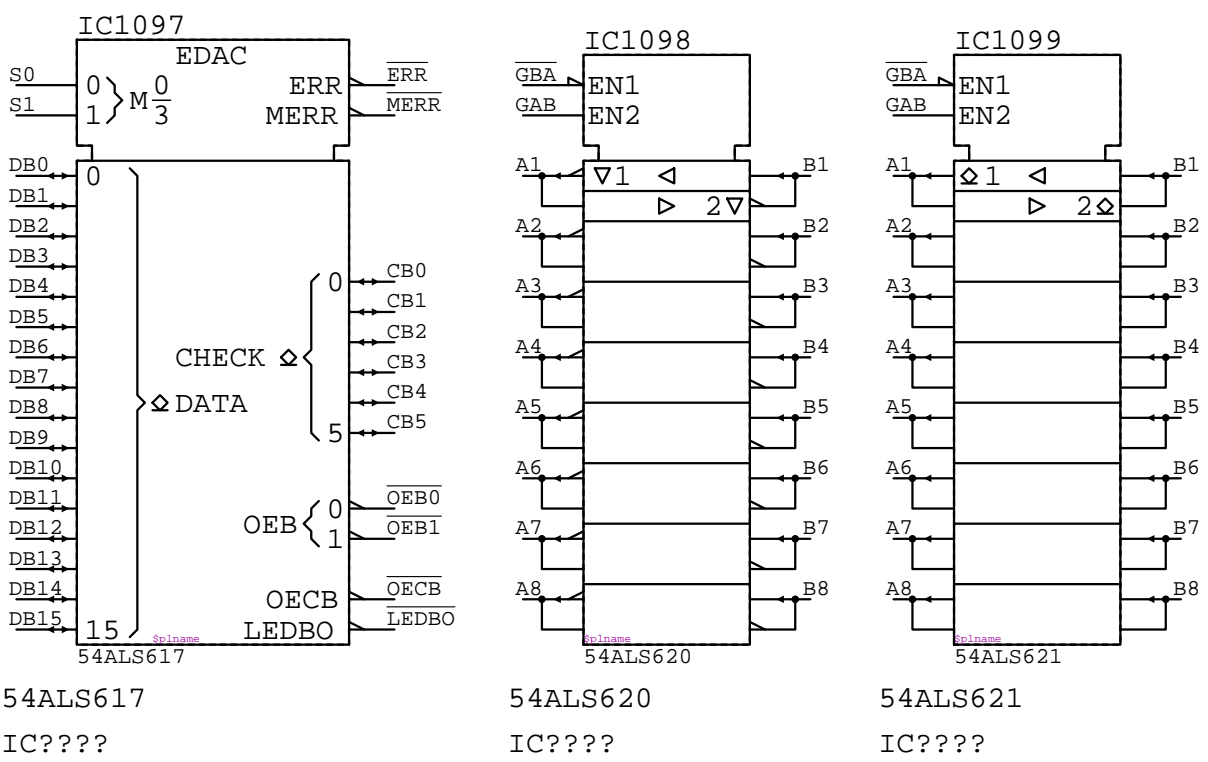 IC1097
EDAC
S0
S1
0
1
M 0
3
ERR
MERR
ERR
MERR
DB0
DB1
DB2
DB3
DB4
DB5
DB6
DB7
DB8
DB9
DB10
DB11
DB12
DB13
DB14
DB15
0
15
DATA
CHECK
0
5
CB0
CB1
CB2
CB3
CB4
CB5
OEB
0
1
OEB0
OEB1
OECB
LEDBO
OECB
LEDBO
$plname
54ALS617
54ALS617
IC????
IC1098
GBA
GAB
EN1
EN2
1
2
A1
A2
A3
A4
A5
A6
A7
A8
B1
B2
B3
B4
B5
B6
B7
B8
$plname
54ALS620
54ALS620
IC????
IC1099
GBA
GAB
EN1
EN2
1
2
A1
A2
A3
A4
A5
A6
A7
A8
B1
B2
B3
B4
B5
B6
B7
B8
$plname
54ALS621
54ALS621
IC????